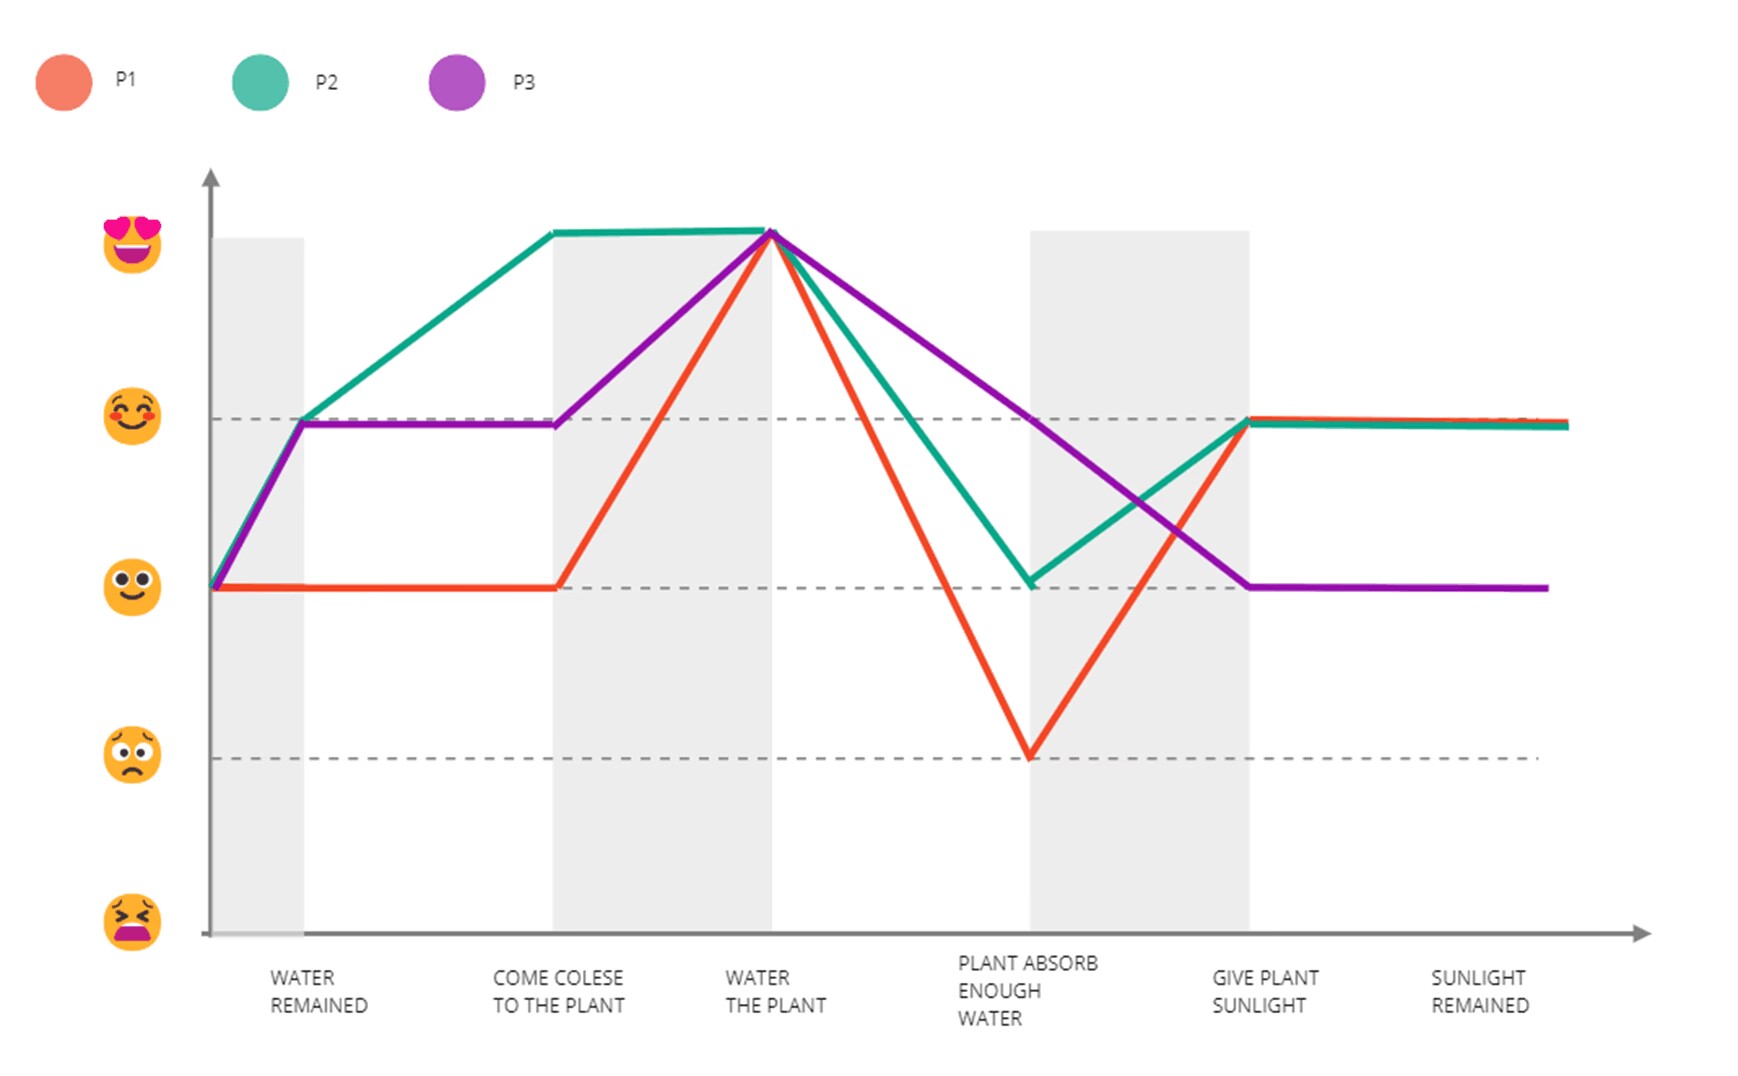 P1
P2
P3
WATER
REMAINED
COME COLESE
TO THE PLANT
WATER
THE PLANT
PLANT ABSORB
ENOUGH
WATER
GIVE PLANT
SUNLIGHT
SUNLIGHT
REMAINED